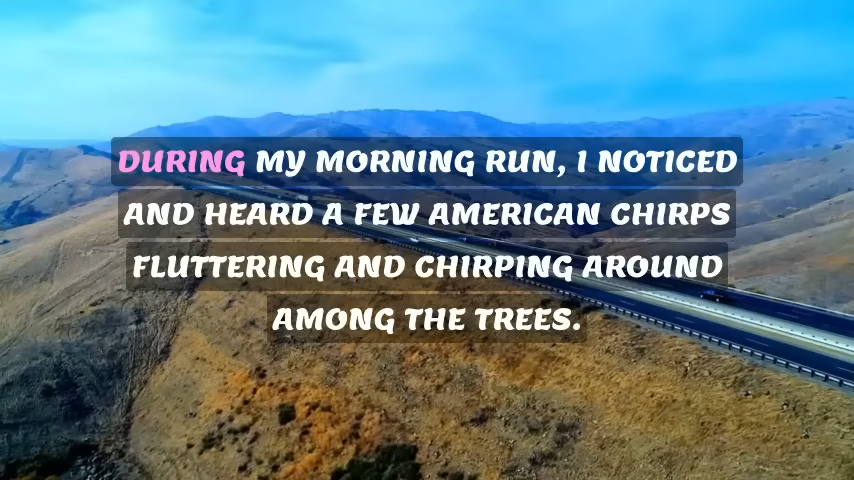 DURING MY MORNING RUN, I NOTICED
AND HEARD A FEW AMERICAN CHIRPS
FLUTTERING AND CHIRPING AROUND
AMONG THE TREES.